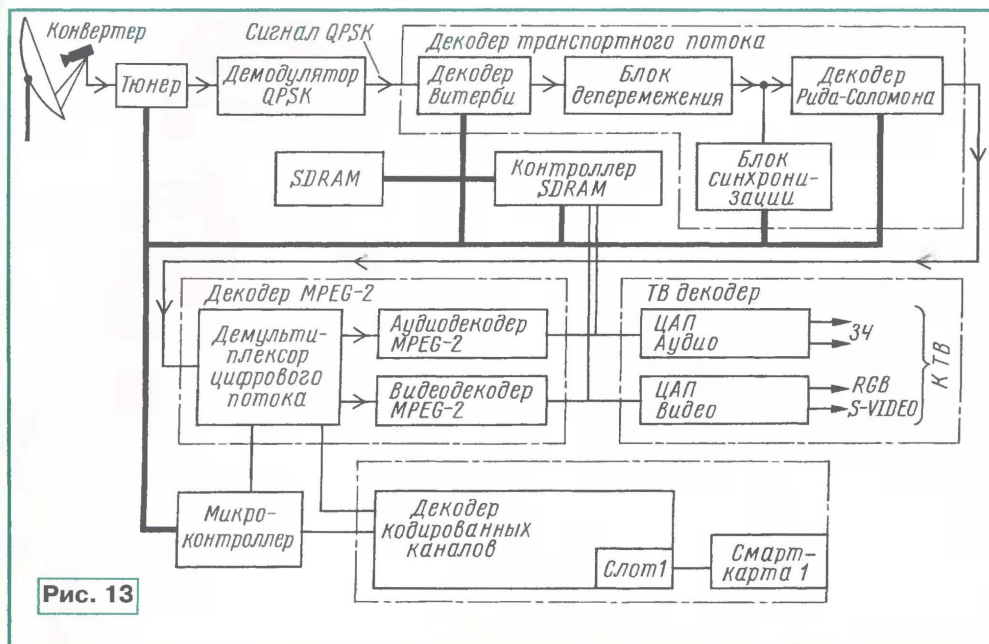 Конвертер
Сигнал QPSK
Тюнер
Демодулятор
QPSK
Декодер транспортного потока
Декодер
Витерби
Блок
деперемежения
Декодер
Рида-Соломона
SDRAM
Контроллер
SDRAM
Блок
синхрони-
зации
Декодер MPEG-2
Демульти-
плексор
цифрового
потока
Аудиодекодер
MPEG-2
Видеодекодер
MPEG-2
ТВ декодер
ЦАП
Аудио
ЗЧ
ЦАП
Видео
RGB
S-VIDEO
К ТВ
Микро-
контроллер
Декодер
кодированных
каналов
Слот1
Смарт-
карта 1
Рис. 13